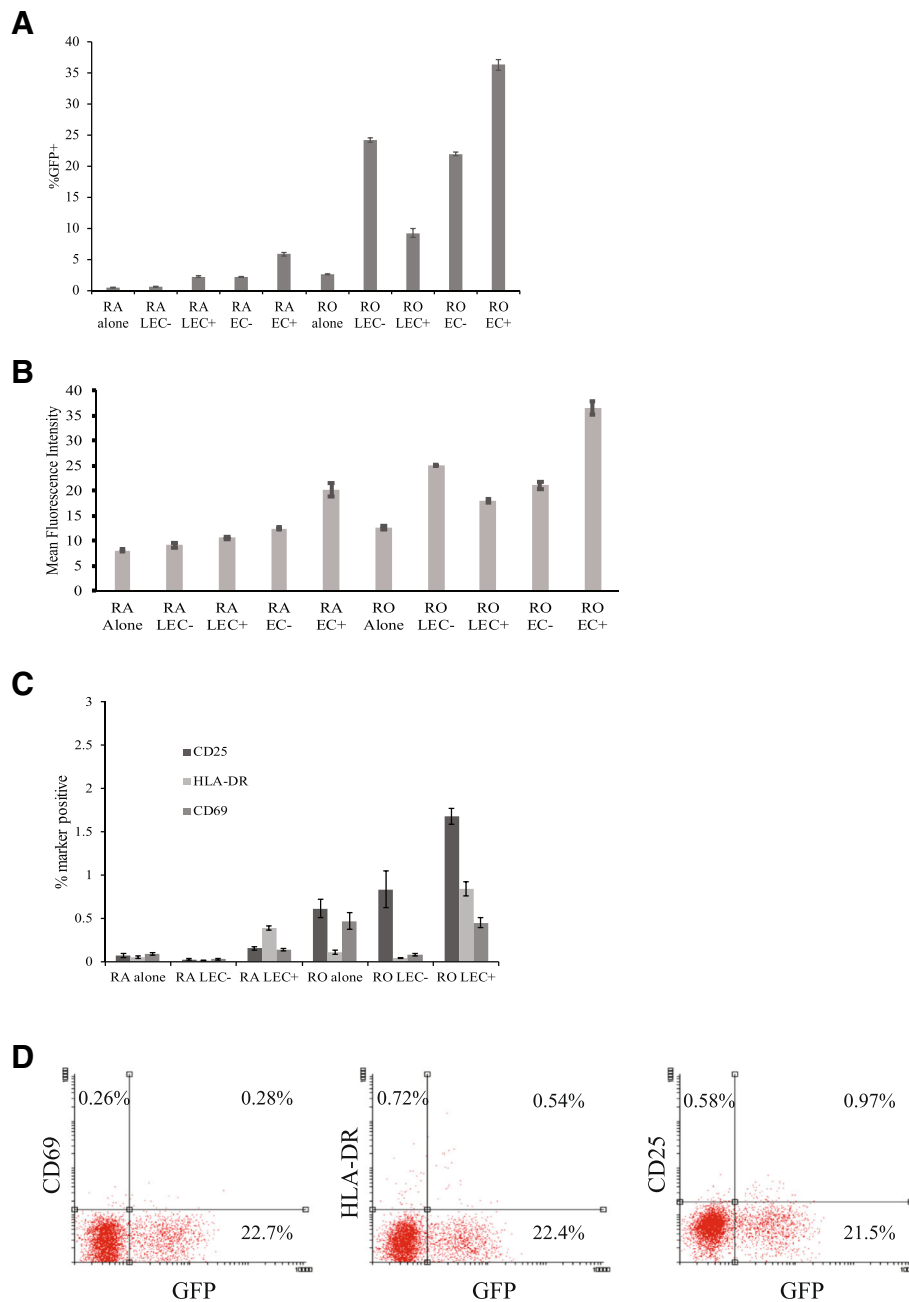 A
40
35
30
25
20
15
10
5
0
%GFP+
RA alone
RA LEC-
RA LEC+
RA EC-
RA EC+
RO alone
RO LEC-
RO LEC+
RO EC-
RO EC+
B
40
35
30
25
20
15
10
5
0
Mean Fluorescence Intensity
RA Alone
RA LEC-
RA LEC+
RA EC-
RA EC+
RO Alone
RO LEC-
RO LEC+
RO EC-
RO EC+
C
3
2.5
2
1.5
1
0.5
0
% marker positive
CD25
HLA-DR
CD69
RA alone
RA LEC-
RA LEC+
RO alone
RO LEC-
RO LEC+
D
CD69
0.26%
0.28%
22.7%
GFP
HLA-DR
0.72%
0.54%
22.4%
GFP
CD25
0.58%
0.97%
21.5%
GFP